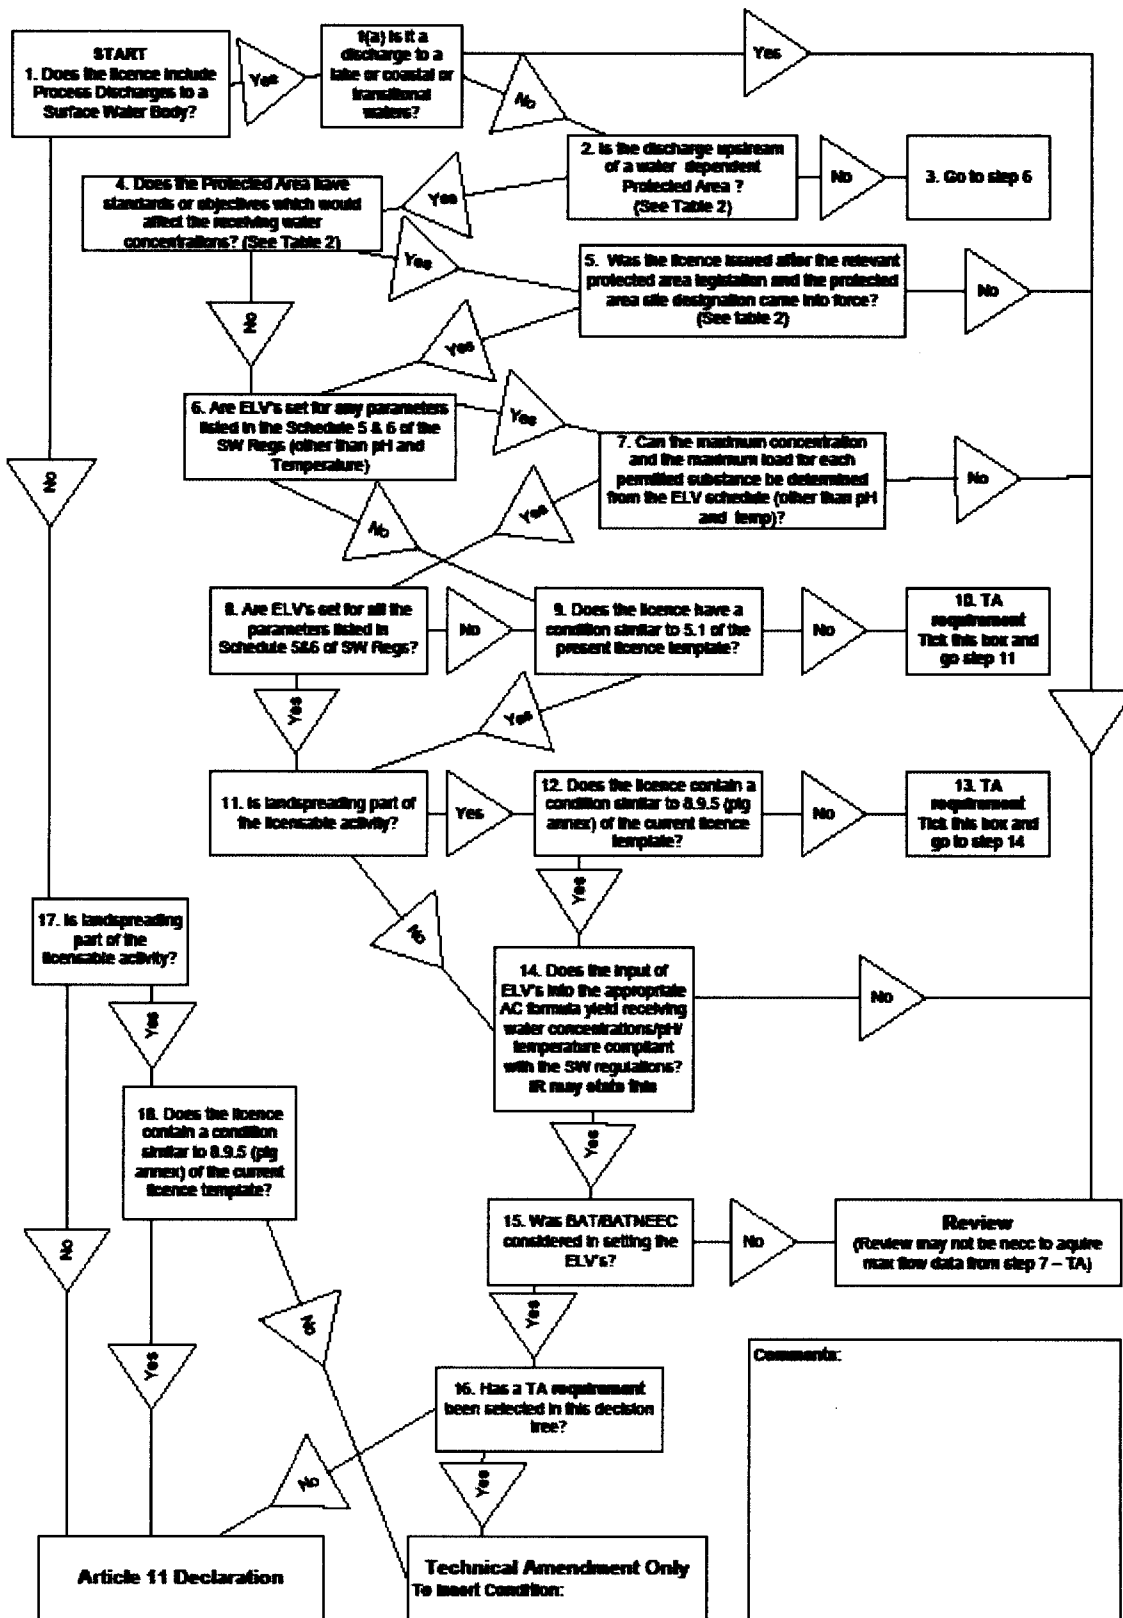 START
1. Does the licence include
Process Discharges to a
Surface Water Body?
Yes
1(a) Is it a
discharge to a
lake or coastal or
transitional
waters?
Yes
No
2. Is the discharge upstream
of a water dependent
Protected Area ?
(See Table 2)
No
3. Go to step 6
Yes
4. Does the Protected Area have
standards or objectives which would
affect the receiving water
concentrations? (See Table 2)
Yes
5. Was the licence issued after the relevant
protected area legislation and the protected
area site designation came into force?
(See table 2)
No
No
Yes
6. Are ELV's set for any parameters
listed in the Schedule 5 & 6 of the
SW Regs (other than pH and
Temperature)
Yes
7. Can the maximum concentration
and the maximum load for each
permitted substance be determined
from the ELV schedule (other than pH
and temp)?
No
No
No
Yes
8. Are ELV's set for all the
parameters listed in
Schedule 5&6 of SW Regs?
No
9. Does the licence have a
condition similar to 5.1 of the
present licence template?
No
10. TA
requirement
Tick this box and
go step 11
Yes
Yes
11. Is landspreading part of
the licensable activity?
Yes
12. Does the licence contain a
condition similar to 8.9.5 (pig
annex) of the current licence
template?
No
13. TA
requirement
Tick this box and
go to step 14
Yes
No
17. Is landspreading
part of the
licensable activity?
14. Does the input of
ELV's into the appropriate
AC formula yield receiving
water concentrations/pH/
temperature compliant
with the SW regulations?
IR may state this
No
Yes
18. Does the licence
contain a condition
similar to 8.9.5 (pig
annex) of the current
licence template?
Yes
15. Was BAT/BATNEEC
considered in setting the
ELV's?
No
Review
(Review may not be necc to aquire
max flow data from step 7 – TA)
No
Yes
No
Yes
Comments:
16. Has a TA requirement
been selected in this decision
tree?
No
Yes
Article 11 Declaration
Technical Amendment Only
To Insert Condition: